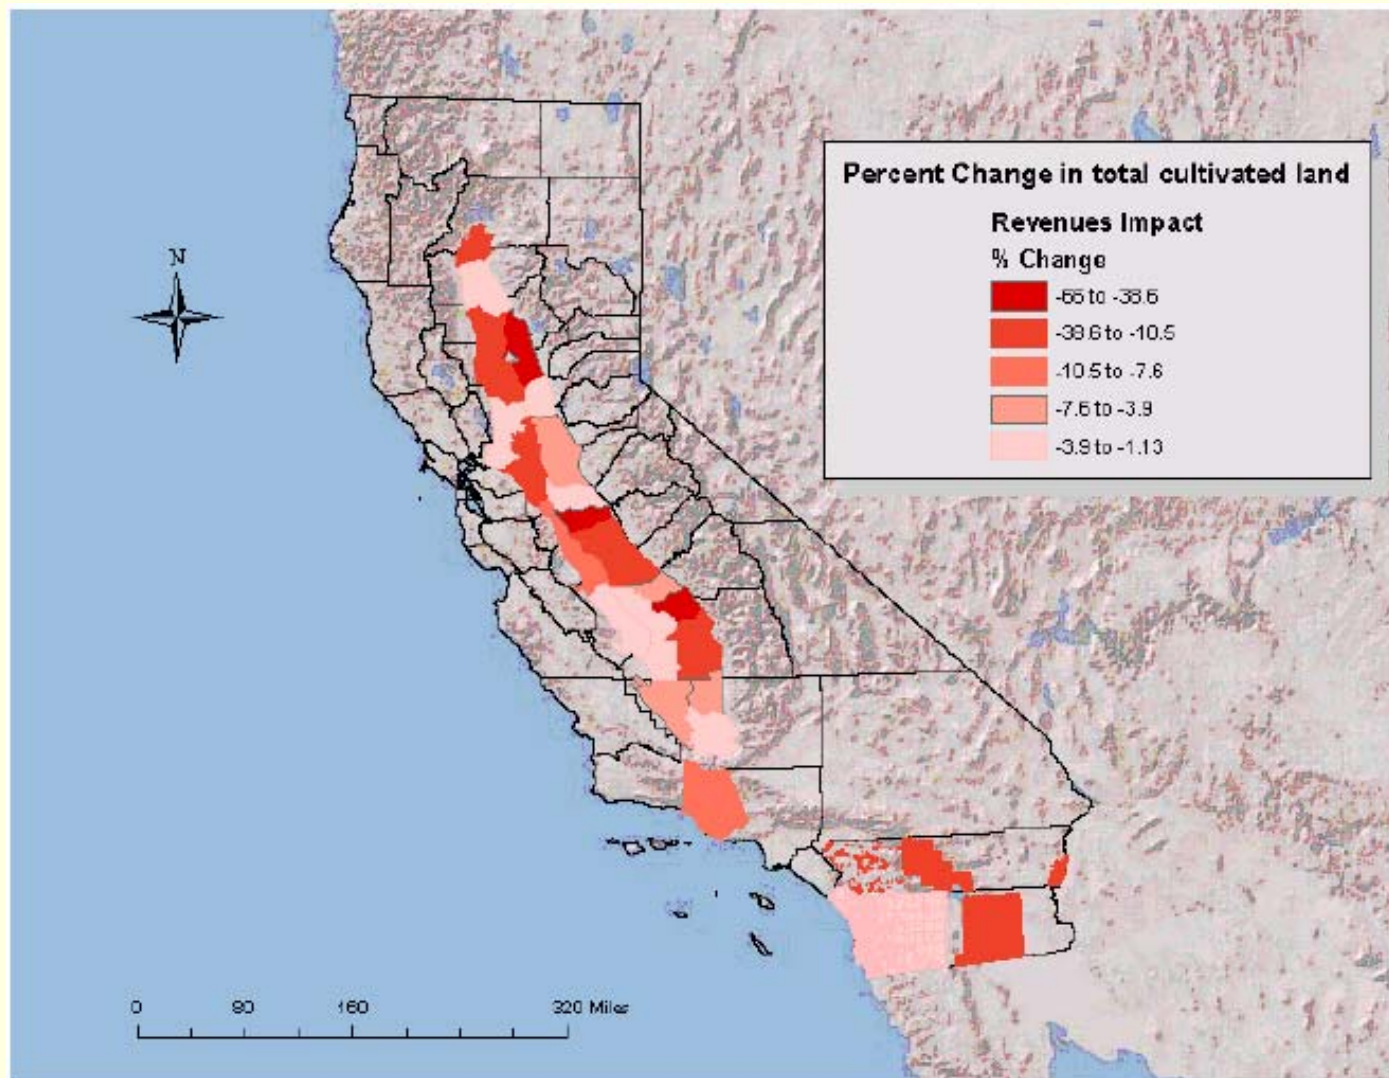 Percent Change in total cultivated land
Revenues Impact
% Change
-66 to -38.6
-38.6 to -10.5
-10.5 to -7.6
-7.6 to -3.9
-3.9 to -1.13
N
0 80 160 320 Miles